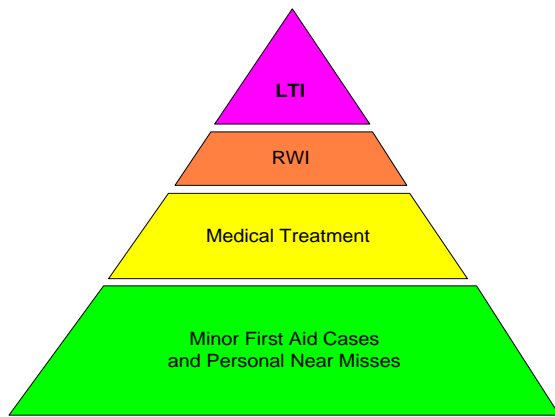 LTI
RWI
Medical Treatment
Minor First Aid Cases
and Personal Near Misses